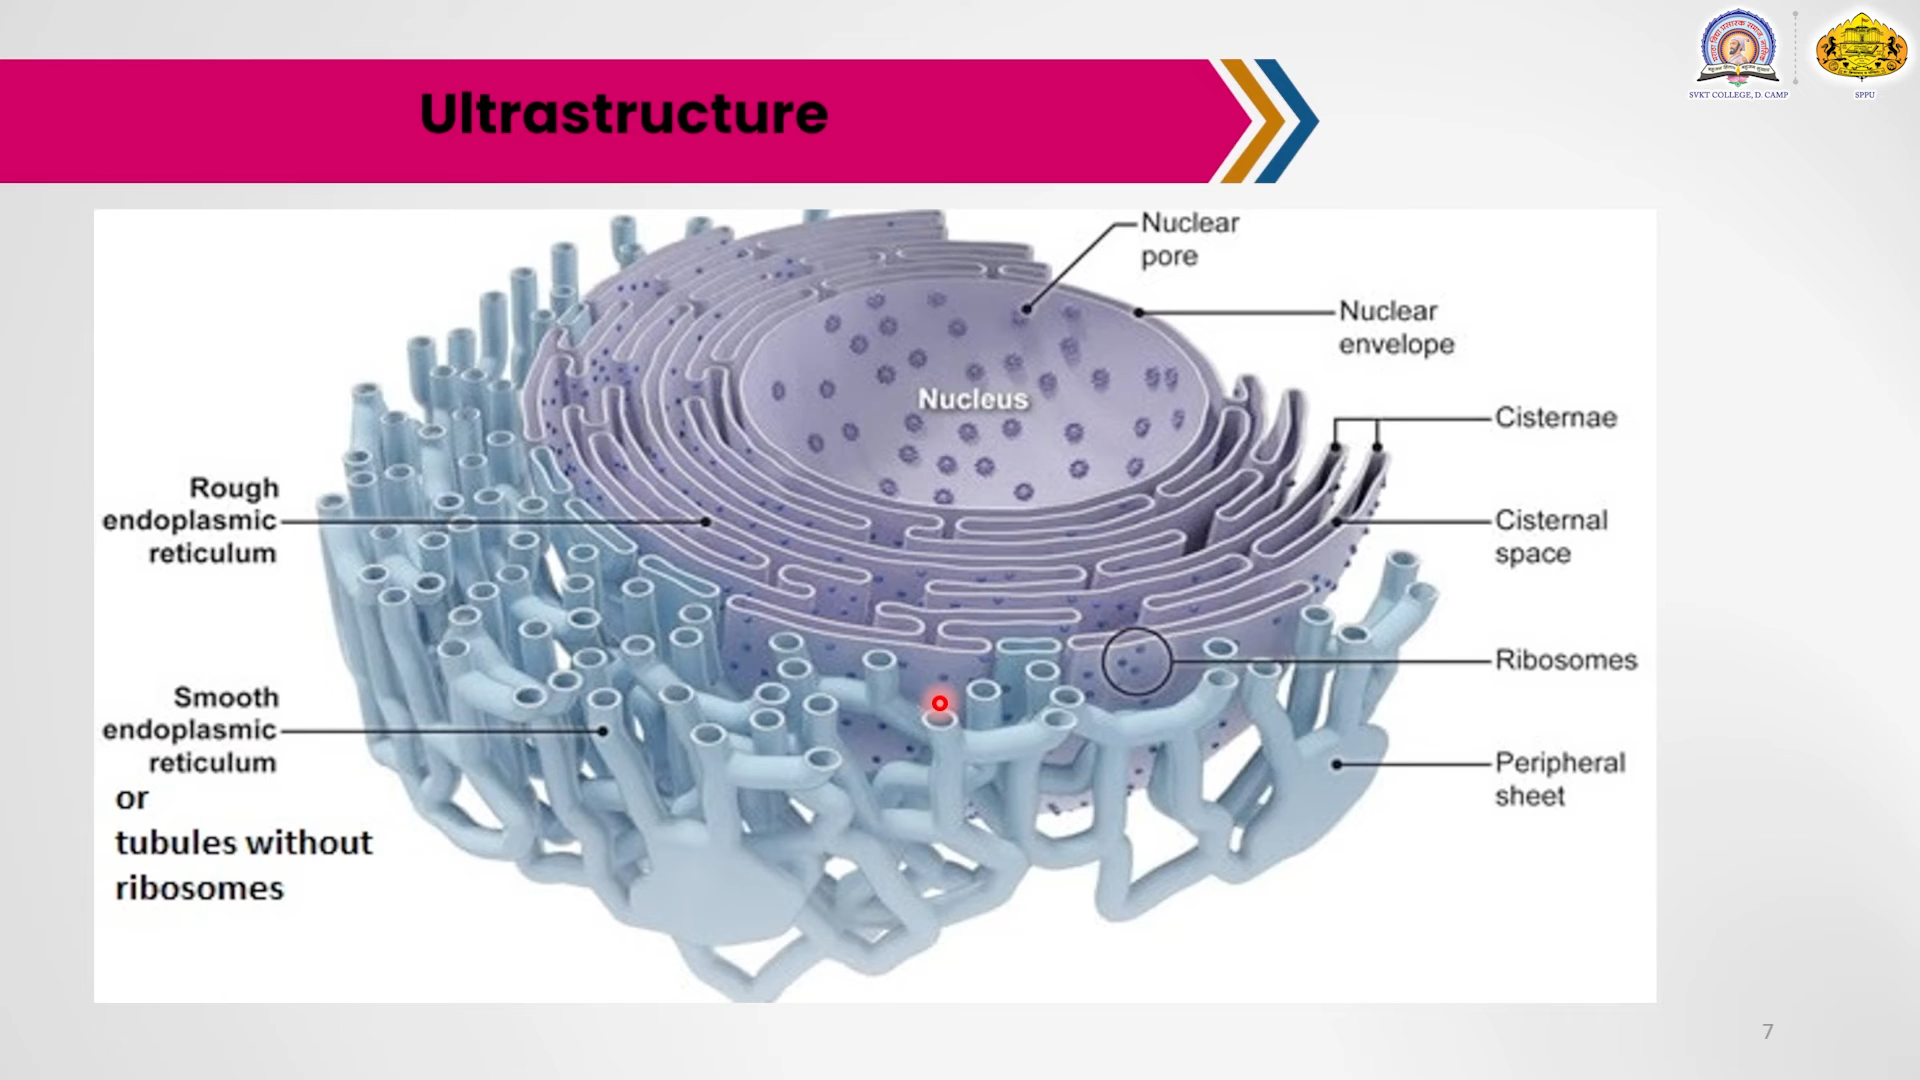 SVKT COLLEGE, D. CAMP
SPPU
Ultrastructure
Nuclear
pore
Nuclear
envelope
Nucleus
Cisternae
Rough
endoplasmic
reticulum
Cisternal
space
Ribosomes
Smooth
endoplasmic
reticulum
or
tubules without
ribosomes
Peripheral
sheet
7